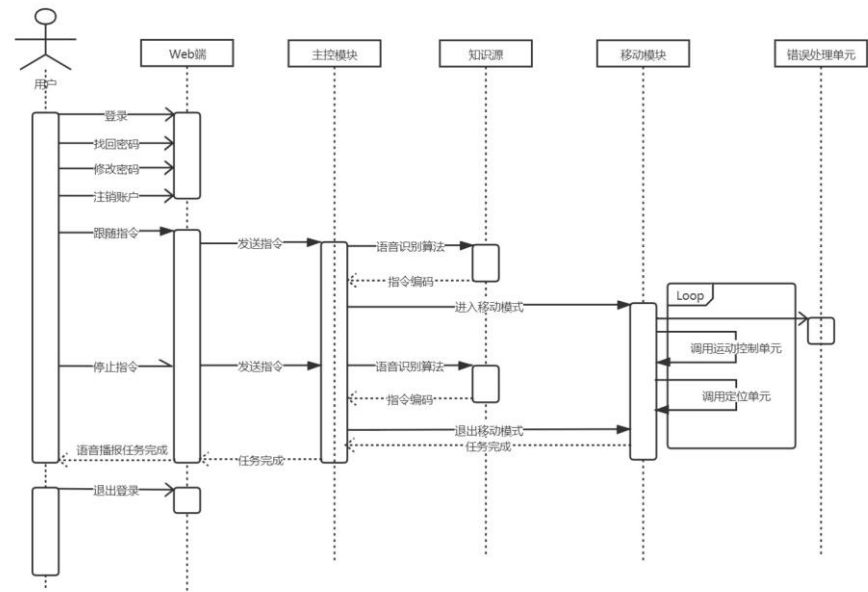 用户
Web端
主控模块
知识源
移动模块
错误处理单元
登录
找回密码
修改密码
注销账户
跟随指令
发送指令
语音识别算法
指令编码
进入移动模式
Loop
调用运动控制单元
停止指令
发送指令
语音识别算法
调用定位单元
指令编码
退出移动模式
任务完成
语音播报任务完成
任务完成
退出登录